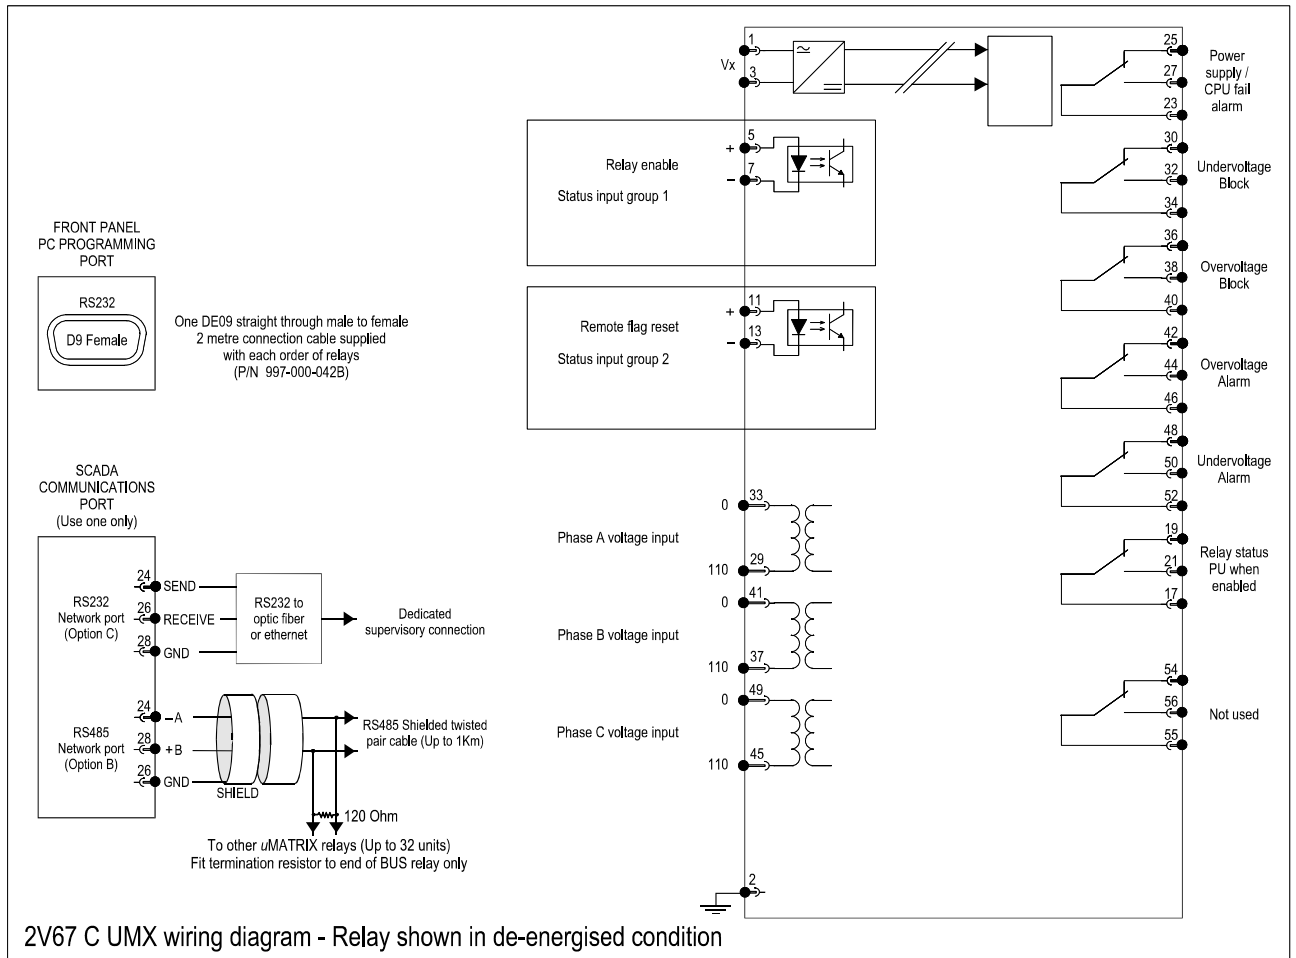 FRONT PANEL
PC PROGRAMMING
PORT
RS232
D9 Female
One DE09 straight through male to female
2 metre connection cable supplied
with each order of relays
(P/N 997-000-042B)
SCADA
COMMUNICATIONS
PORT
(Use one only)
RS232
Network port
(Option C)
24
SEND
26
RECEIVE
28
GND
RS232 to
optic fiber
or ethernet
Dedicated
supervisory connection
RS485
Network port
(Option B)
24
–A
28
+B
26
GND
SHIELD
RS485 Shielded twisted
pair cable (Up to 1Km)
120 Ohm
To other uMATRIX relays (Up to 32 units)
Fit termination resistor to end of BUS relay only
Vx
1
3
Relay enable
Status input group 1
+
5
–
7
Remote flag reset
Status input group 2
+
11
–
13
Phase A voltage input
0
33
110
29
Phase B voltage input
0
41
110
37
Phase C voltage input
0
49
110
45
2
25
27
23
Power
supply /
CPU fail
alarm
30
32
34
Undervoltage
Block
36
38
40
Overvoltage
Block
42
44
46
Overvoltage
Alarm
48
50
52
Undervoltage
Alarm
19
21
17
Relay status
PU when
enabled
54
56
55
Not used
2V67 C UMX wiring diagram - Relay shown in de-energised condition